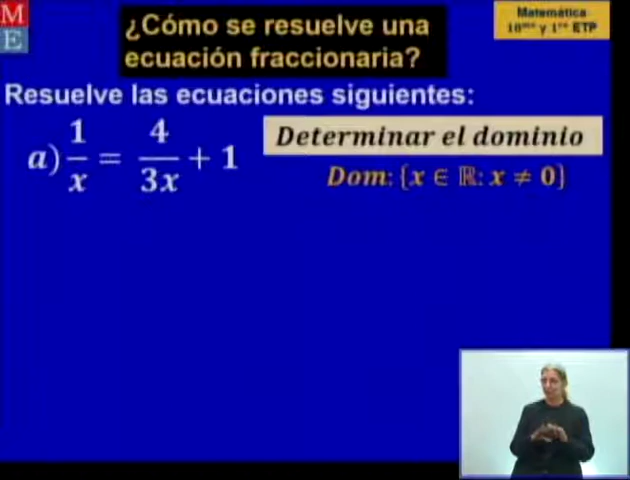 M
E
¿Cómo se resuelve una
ecuación fraccionaria?
Matemática
10mo y 1ro ETP
Resuelve las ecuaciones siguientes:
a) 1/x = 4/3x + 1
Determinar el dominio
Dom: {x ∈ ℝ: x ≠ 0}